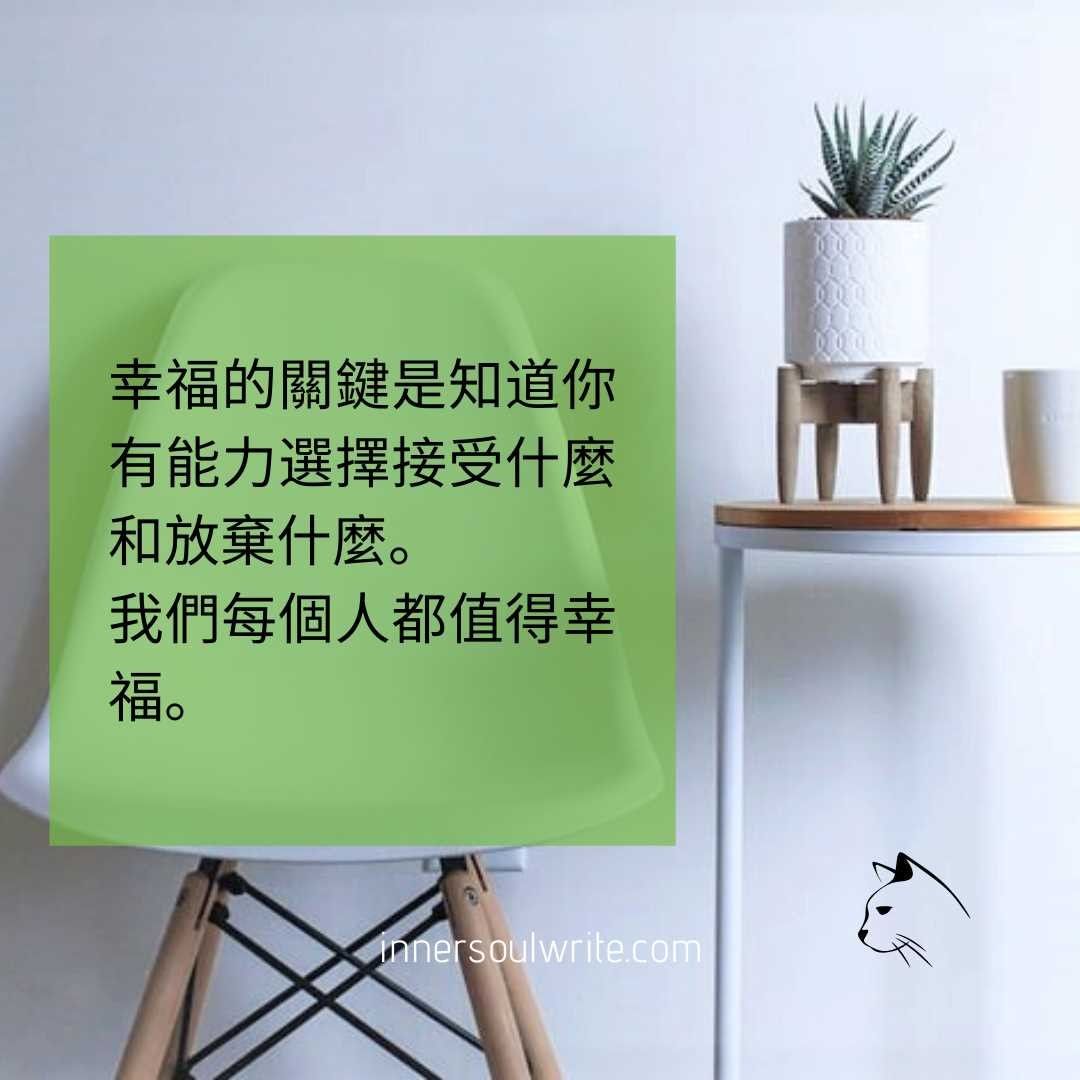 幸福的關鍵是知道你
有能力選擇接受什麼
和放棄什麼。
我們每個人都值得幸
福。
innersoulwrite.com